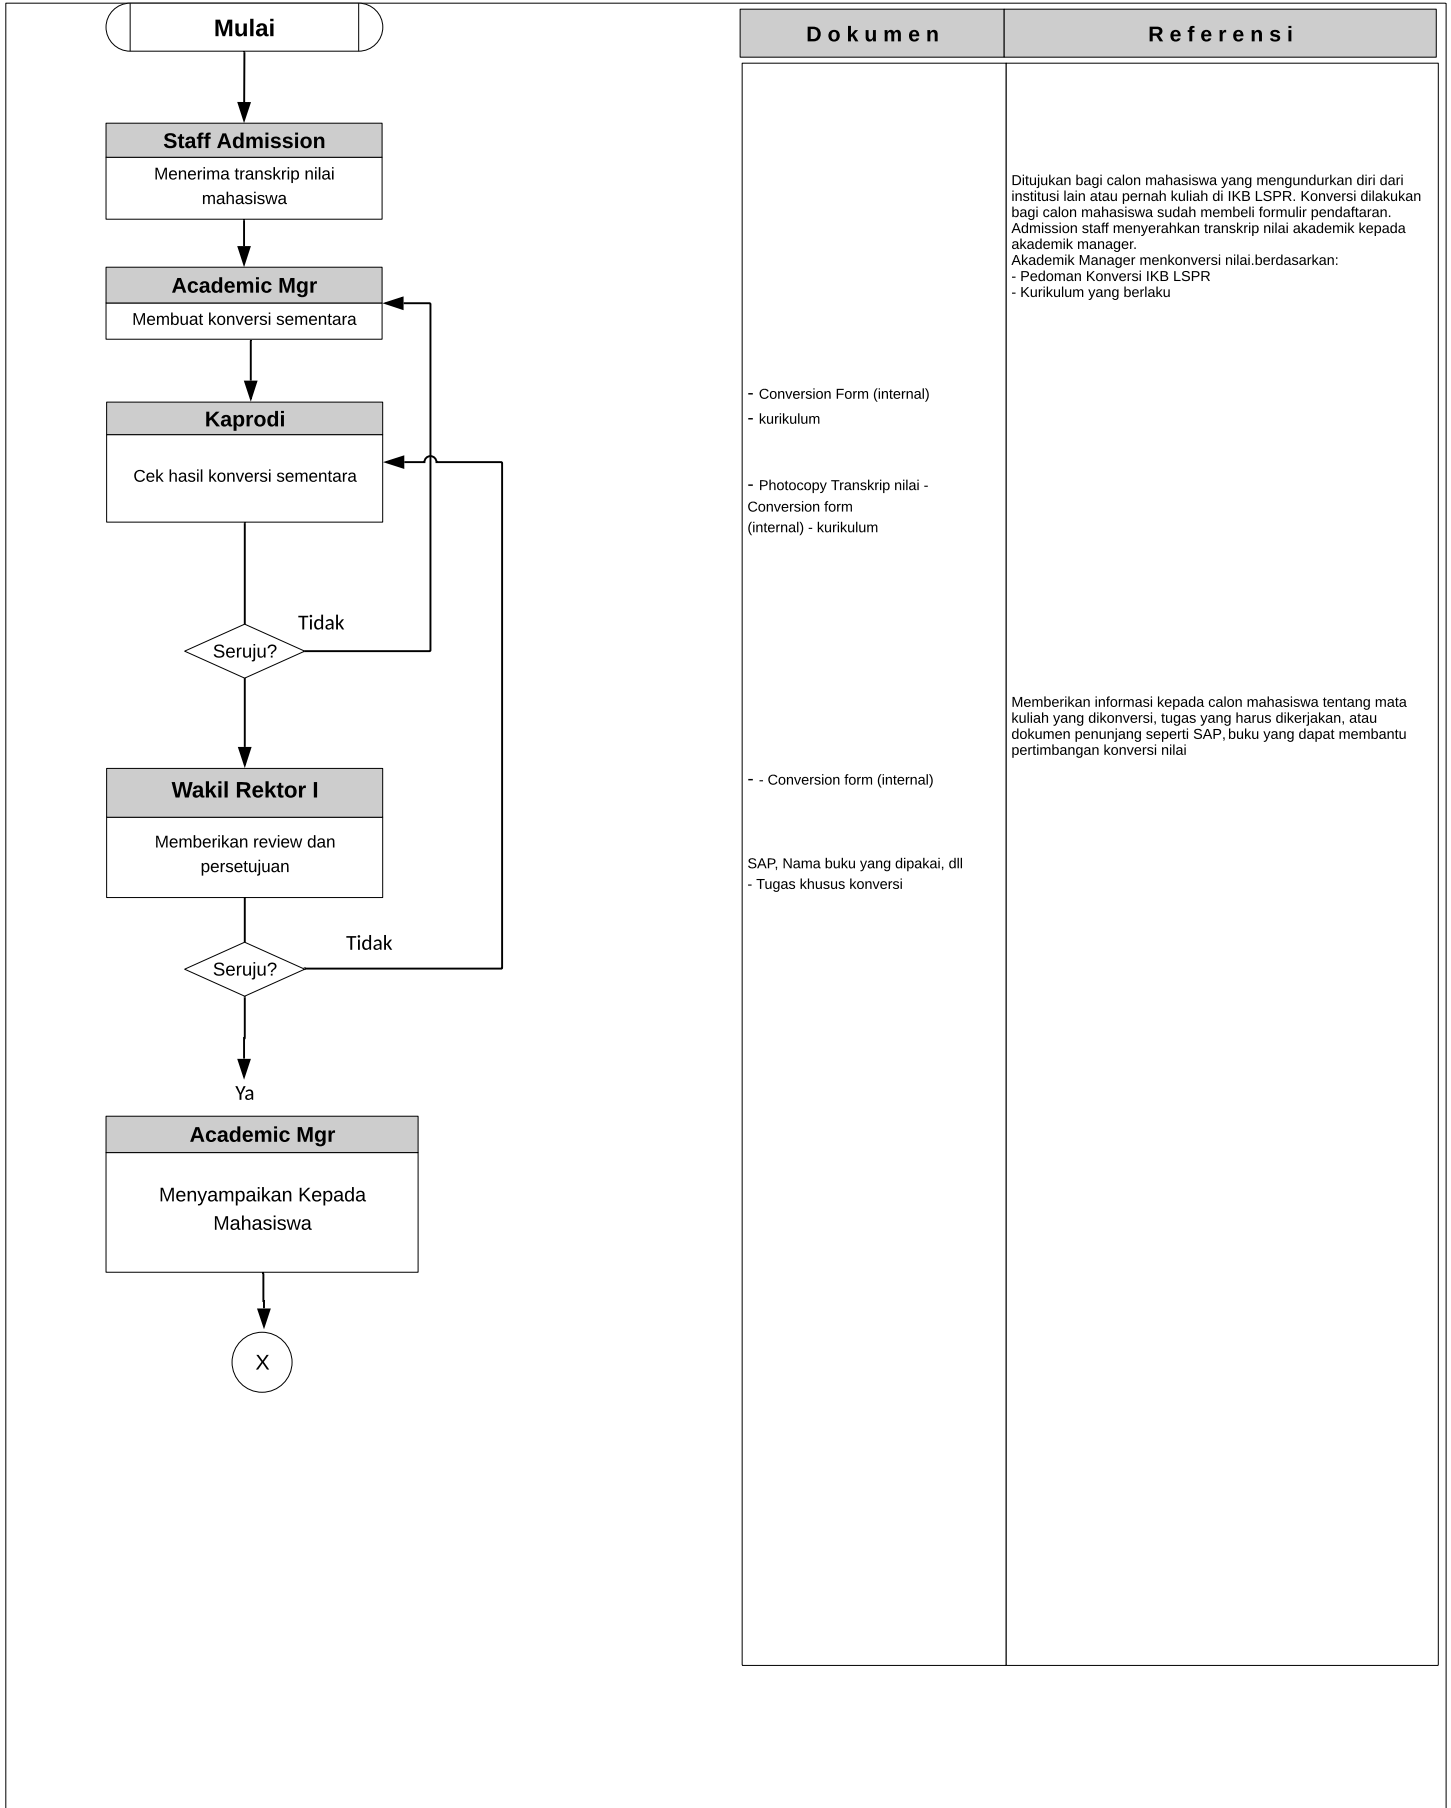 Mulai
Staff Admission
Menerima transkrip nilai
mahasiswa
Academic Mgr
Membuat konversi sementara
Kaprodi
Cek hasil konversi sementara
Tidak
Seruju?
Wakil Rektor I
Memberikan review dan
persetujuan
Tidak
Seruju?
Ya
Academic Mgr
Menyampaikan Kepada
Mahasiswa
X
Dokumen
- Conversion Form (internal)
- kurikulum
- Photocopy Transkrip nilai -
Conversion form
(internal) - kurikulum
- - Conversion form (internal)
SAP, Nama buku yang dipakai, dll
- Tugas khusus konversi
Referensi
Ditujukan bagi calon mahasiswa yang mengundurkan diri dari
institusi lain atau pernah kuliah di IKB LSPR. Konversi dilakukan
bagi calon mahasiswa sudah membeli formulir pendaftaran.
Admission staff menyerahkan transkrip nilai akademik kepada
akademik manager.
Akademik Manager menkonversi nilai.berdasarkan:
- Pedoman Konversi IKB LSPR
- Kurikulum yang berlaku
Memberikan informasi kepada calon mahasiswa tentang mata
kuliah yang dikonversi, tugas yang harus dikerjakan, atau
dokumen penunjang seperti SAP, buku yang dapat membantu
pertimbangan konversi nilai